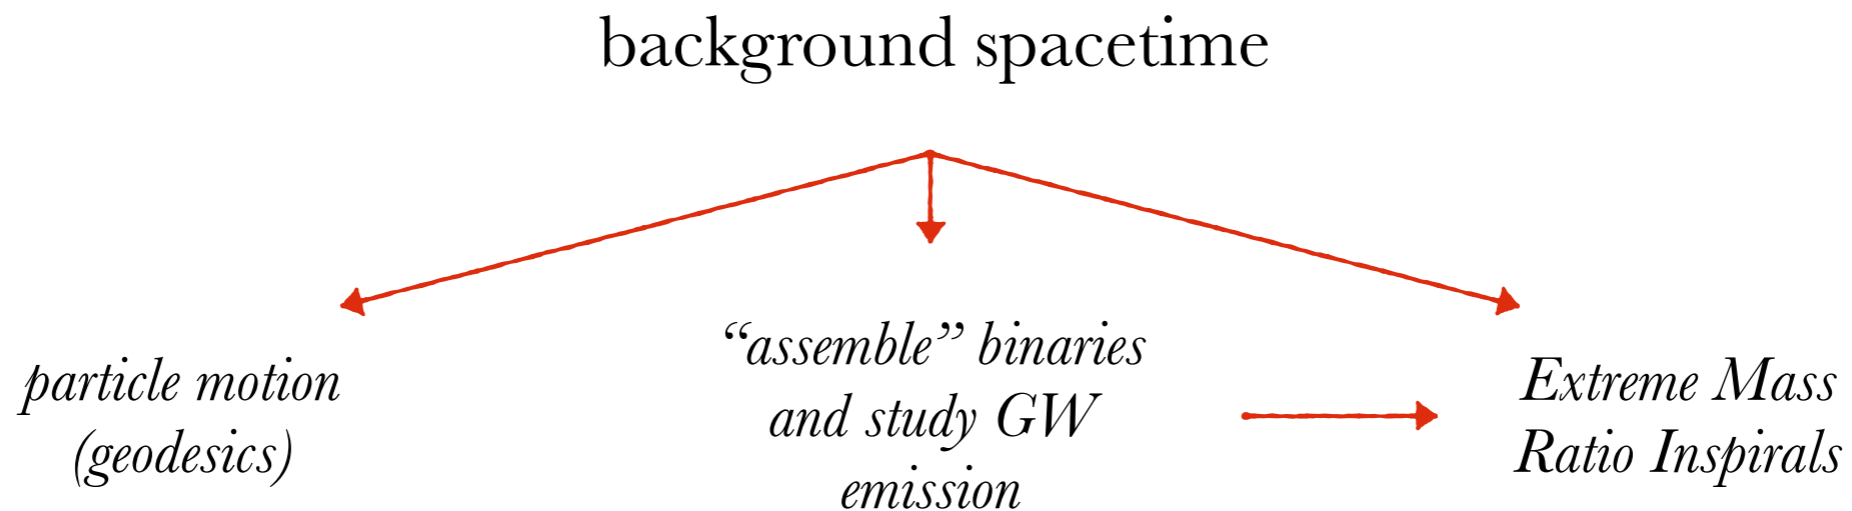 background spacetime
particle motion
(geodesics)
“assemble” binaries
and study GW
emission
Extreme Mass
Ratio Inspirals